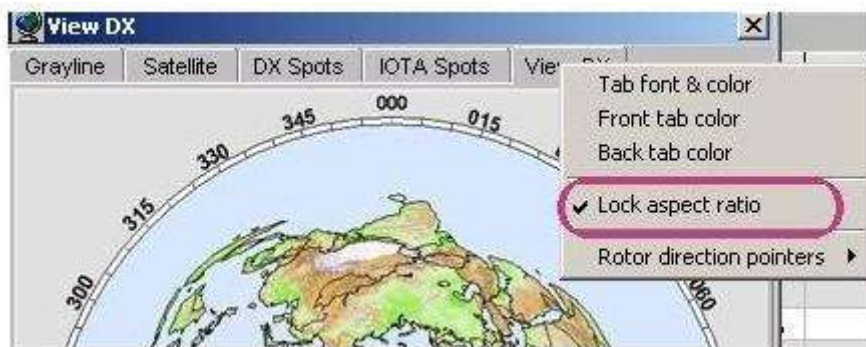 View DX
Grayline Satellite DX Spots IOTA Spots
Tab font & color
Front tab color
Back tab color
Lock aspect ratio
Rotor direction pointers
345 000 015
330
315
300 060